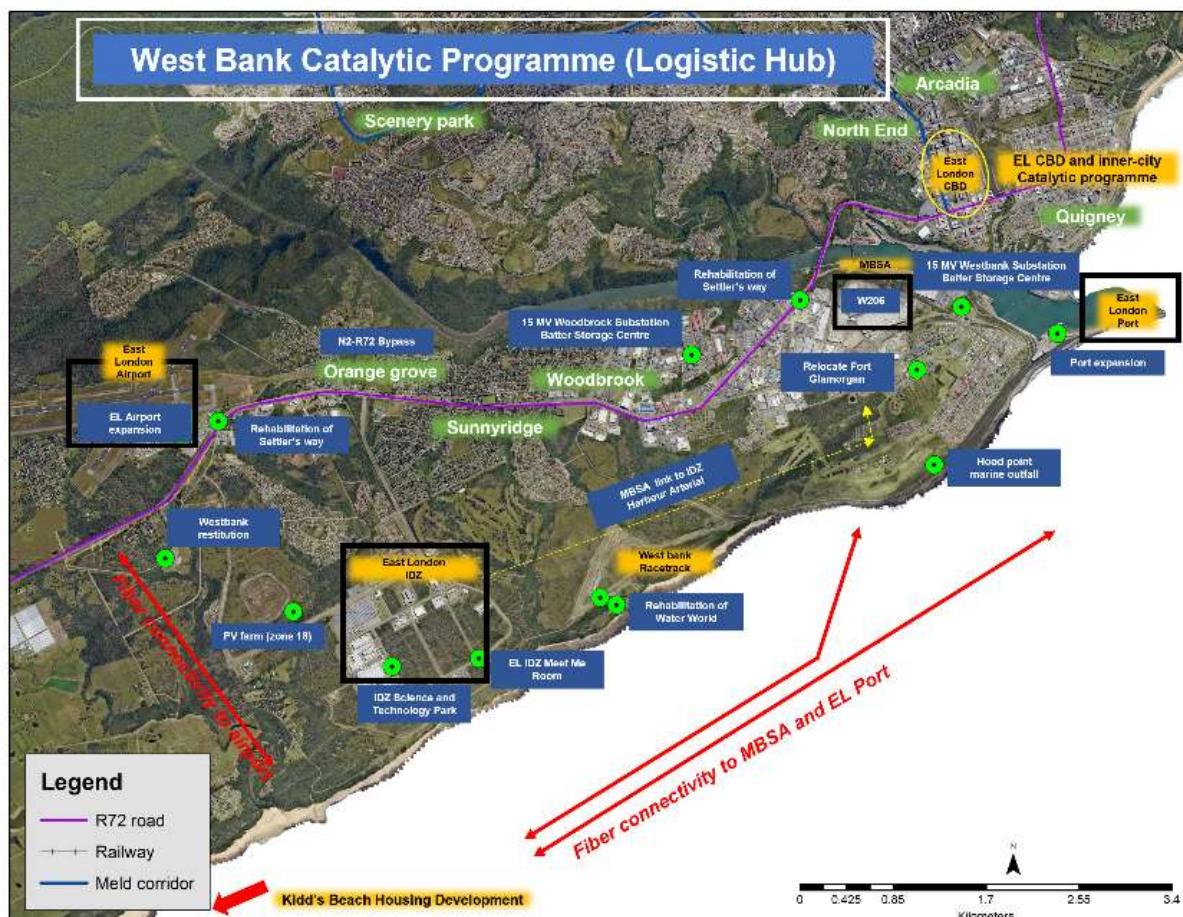 West Bank Catalytic Programme (Logistic Hub)
Arcadia
Scenery park
North End
East
London
CBD
EL CBD and inner-city
Catalytic programme
Quigney
Rehabilitation of
Settler's way
MBSA
W206
15 MV Westbank Substation
Batter Storage Centre
East
London
Port
N2-R72 Bypass
15 MV Woodbrock Substation
Batter Storage Centre
East
London
Airport
Orange grove
Woodbrook
Relocate Fort
Glamorgan
Port expansion
EL Airport
expansion
Rehabilitation of
Settler's way
Sunnyridge
Hood point
marine outfall
MBSA link to IDZ
Harbour Arterial
Westbank
restitution
East London
IDZ
West bank
Racetrack
Fiber connectivity to airport
PV farm (zone 18)
Rehabilitation of
Water World
EL IDZ Meet Me
Room
IDZ Science and
Technology Park
Fiber connectivity to MBSA and EL Port
Legend
R72 road
Railway
Meld corridor
Kidd's Beach Housing Development
N
0 0.425 0.85 1.7 2.55 3.4
Kilometers